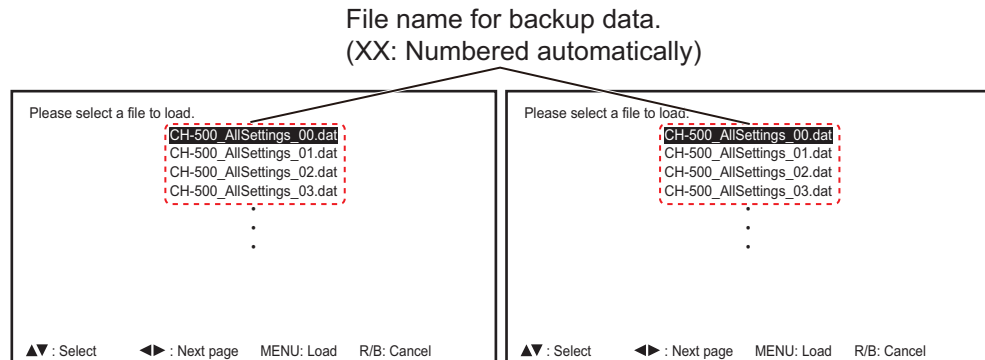 File name for backup data.
(XX: Numbered automatically)
Please select a file to load.
CH-500_AllSettings_00.dat
CH-500_AllSettings_01.dat
CH-500_AllSettings_02.dat
CH-500_AllSettings_03.dat
▲▼ : Select ◀▶ : Next page MENU: Load R/B: Cancel
Please select a file to load.
CH-500_AllSettings_00.dat
CH-500_AllSettings_01.dat
CH-500_AllSettings_02.dat
CH-500_AllSettings_03.dat
▲▼ : Select ◀▶ : Next page MENU: Load R/B: Cancel